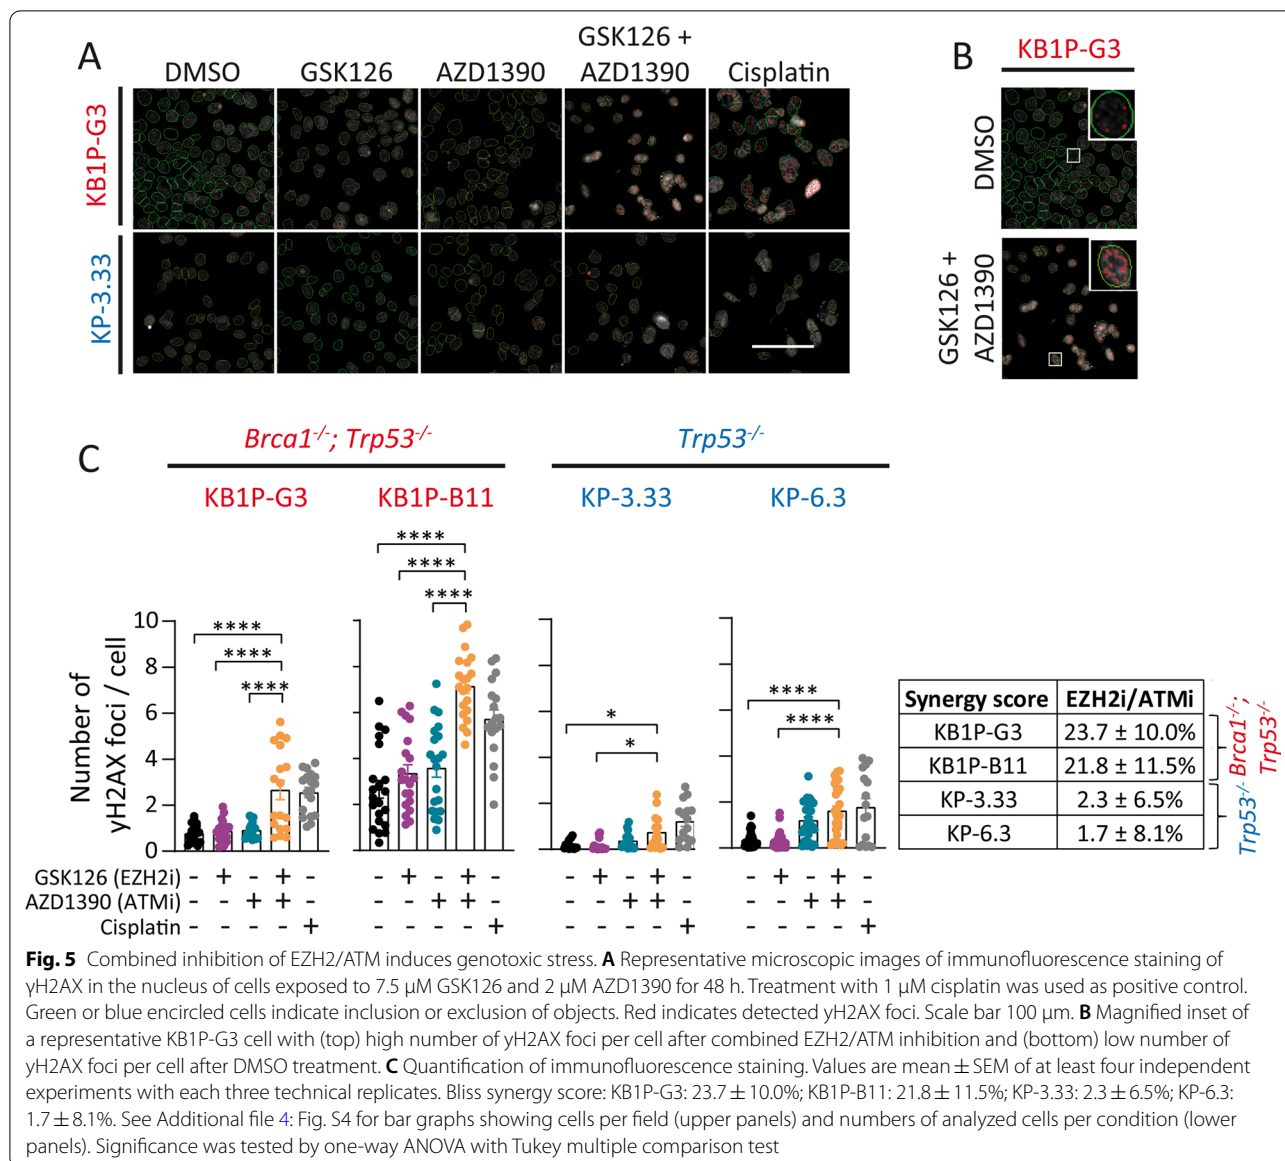 A
DMSO
GSK126
AZD1390
GSK126 +
AZD1390
Cisplatin
KB1P-G3
KP-3.33
B
KB1P-G3
DMSO
GSK126 +
AZD1390
C
Brca1-/-; Trp53-/-
Trp53-/-
KB1P-G3
KB1P-B11
KP-3.33
KP-6.3
Number of
γH2AX foci / cell
10
8
6
4
2
0
****
****
****
****
****
****
*
*
****
****
GSK126 (EZH2i) - + - + - - + - + - - + - + - - + - + -
AZD1390 (ATMi) - - + + - - - + + - - - + + - - - + + -
Cisplatin - - - - + - - - - + - - - - + - - - - +
Synergy score EZH2i/ATMi
KB1P-G3 23.7 ± 10.0%
KB1P-B11 21.8 ± 11.5%
KP-3.33 2.3 ± 6.5%
KP-6.3 1.7 ± 8.1%
Brca1-/-;
Trp53-/-
Trp53-/-
Fig. 5 Combined inhibition of EZH2/ATM induces genotoxic stress. A Representative microscopic images of immunofluorescence staining of
γH2AX in the nucleus of cells exposed to 7.5 µM GSK126 and 2 µM AZD1390 for 48 h. Treatment with 1 µM cisplatin was used as positive control.
Green or blue encircled cells indicate inclusion or exclusion of objects. Red indicates detected γH2AX foci. Scale bar 100 µm. B Magnified inset of
a representative KB1P-G3 cell with (top) high number of γH2AX foci per cell after combined EZH2/ATM inhibition and (bottom) low number of
γH2AX foci per cell after DMSO treatment. C Quantification of immunofluorescence staining. Values are mean ± SEM of at least four independent
experiments with each three technical replicates. Bliss synergy score: KB1P-G3: 23.7 ± 10.0%; KB1P-B11: 21.8 ± 11.5%; KP-3.33: 2.3 ± 6.5%; KP-6.3:
1.7 ± 8.1%. See Additional file 4: Fig. S4 for bar graphs showing cells per field (upper panels) and numbers of analyzed cells per condition (lower
panels). Significance was tested by one-way ANOVA with Tukey multiple comparison test